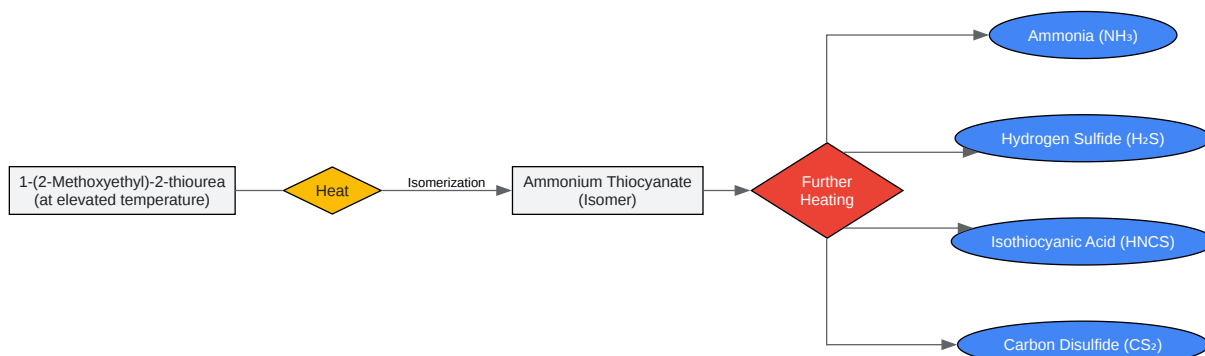 Ammonia (NH₃)
Hydrogen Sulfide (H₂S)
1-(2-Methoxyethyl)-2-thiourea
(at elevated temperature)
Heat
Isomerization
Ammonium Thiocyanate
(Isomer)
Further
Heating
Isothiocyanic Acid (HNCS)
Carbon Disulfide (CS₂)